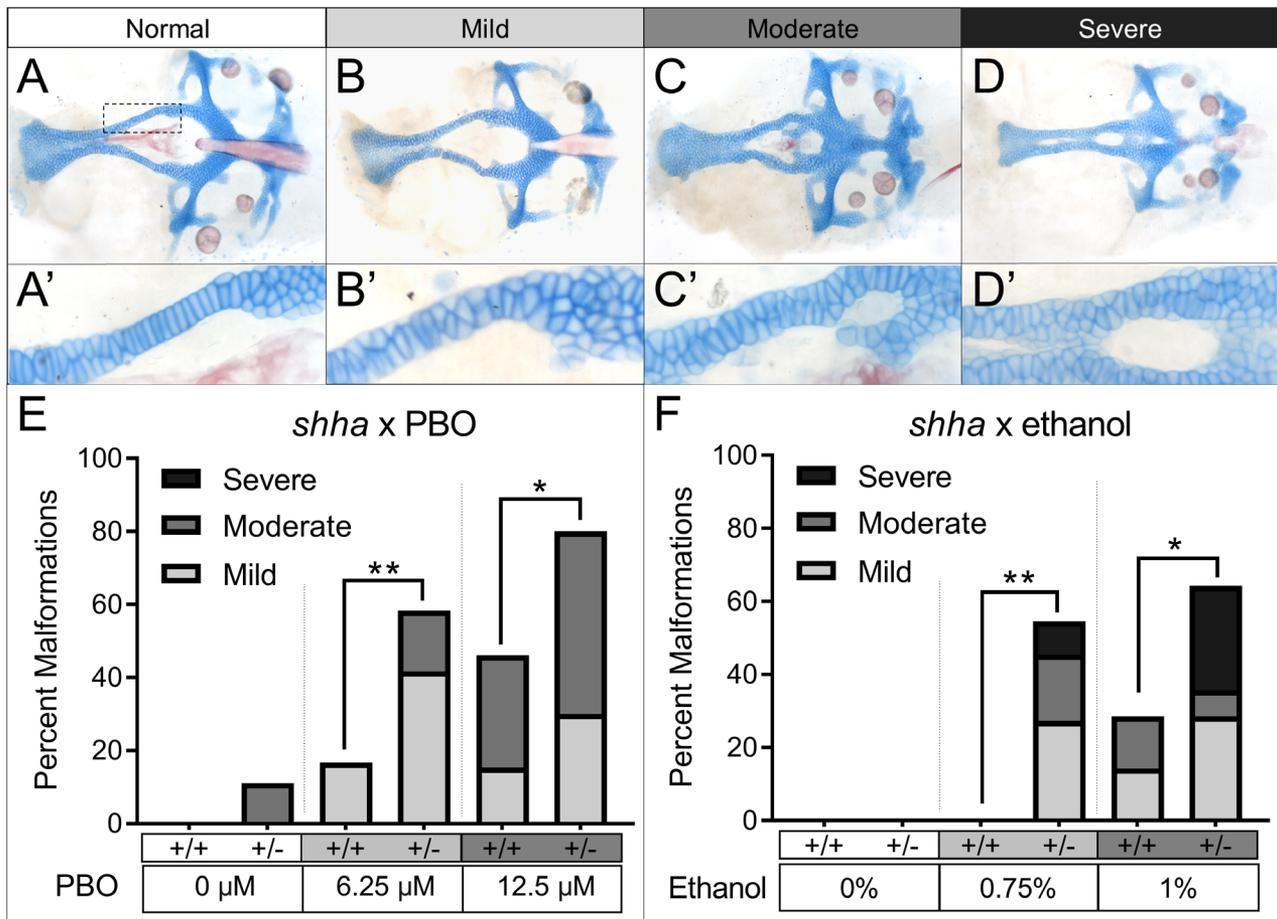 Normal Mild Moderate Severe
A B C D
A’ B’ C’ D’
E
shha x PBO
Percent Malformations
100
80
60
40
20
0
Severe
Moderate
Mild
**
*
+/+ +/- +/+ +/- +/+ +/-
PBO 0 µM 6.25 µM 12.5 µM
F
shha x ethanol
Percent Malformations
100
80
60
40
20
0
Severe
Moderate
Mild
**
*
+/+ +/- +/+ +/- +/+ +/-
Ethanol 0% 0.75% 1%